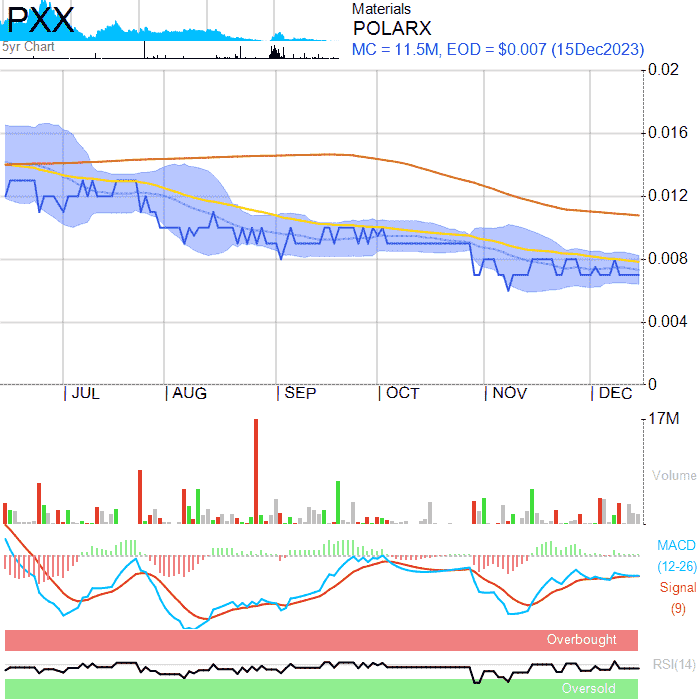 PXX
5yr Chart
Materials
POLARX
MC = 11.5M, EOD = $0.007 (15Dec2023)
0.02
0.016
0.012
0.008
0.004
0
JUL AUG SEP OCT NOV DEC
17M
Volume
MACD
(12-26)
Signal
(9)
Overbought
RSI(14)
Oversold